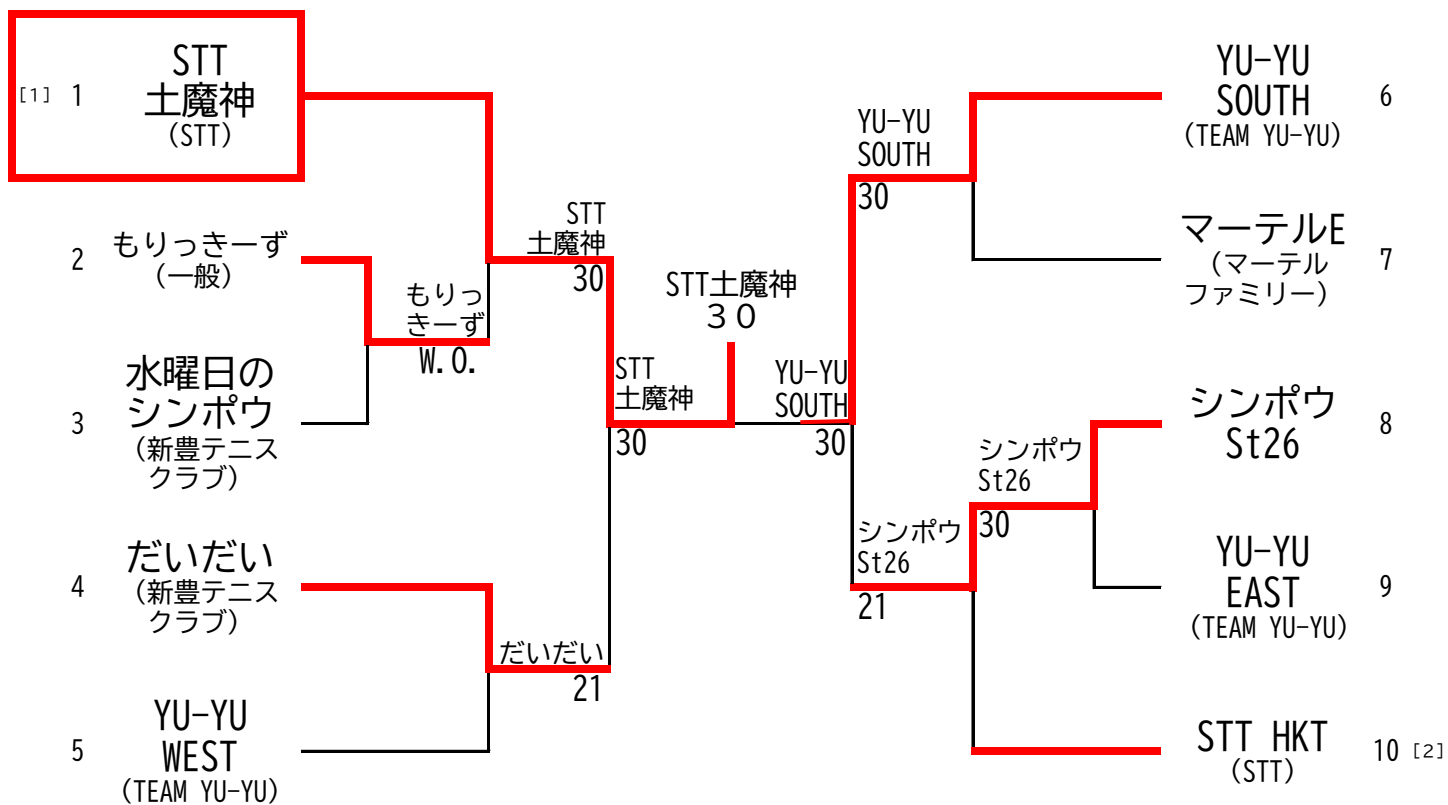 [1] 1
STT
土魔神
(STT)
2
もりっきーず
(一般)
3
水曜日の
シンポウ
(新豊テニス
クラブ)
4
だいだい
(新豊テニス
クラブ)
5
YU-YU
WEST
(TEAM YU-YU)
もりっ
きーず
W.O.
STT
土魔神
30
だいだい
21
STT
土魔神
30
STT土魔神
３０
YU-YU
SOUTH
30
YU-YU
SOUTH
30
シンポウ
St26
21
シンポウ
St26
30
YU-YU
SOUTH
(TEAM YU-YU)
6
マーテルE
(マーテル
ファミリー)
7
シンポウ
St26
8
YU-YU
EAST
(TEAM YU-YU)
9
STT HKT
(STT)
10 [2]